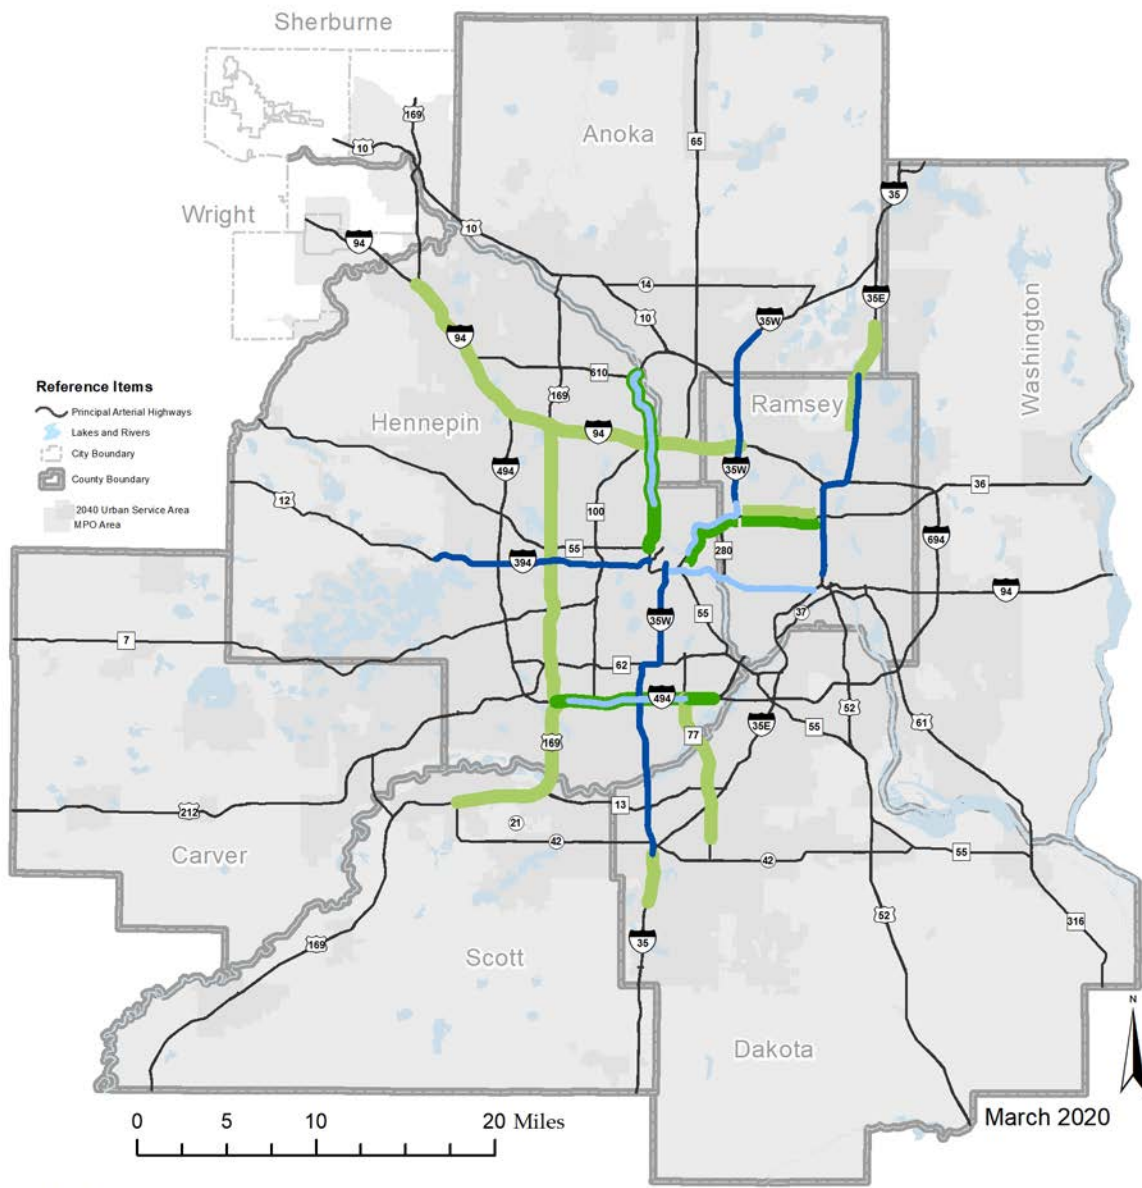 Sherburne
Anoka
169
10
65
35
Wright
94
10
35E
14
10
35W
Washington
94
610
169
Reference Items
Principal Arterial Highways
Lakes and Rivers
City Boundary
County Boundary
2040 Urban Service Area
MPO Area
Hennepin
Ramsey
94
494
35W
36
12
100
694
55
280
394
94
35W
55
37
7
62
494
52
61
169
77
35E
55
212
13
21
42
Carver
42
55
52
316
169
35
Scott
N
Dakota
March 2020
0 5 10 20 Miles